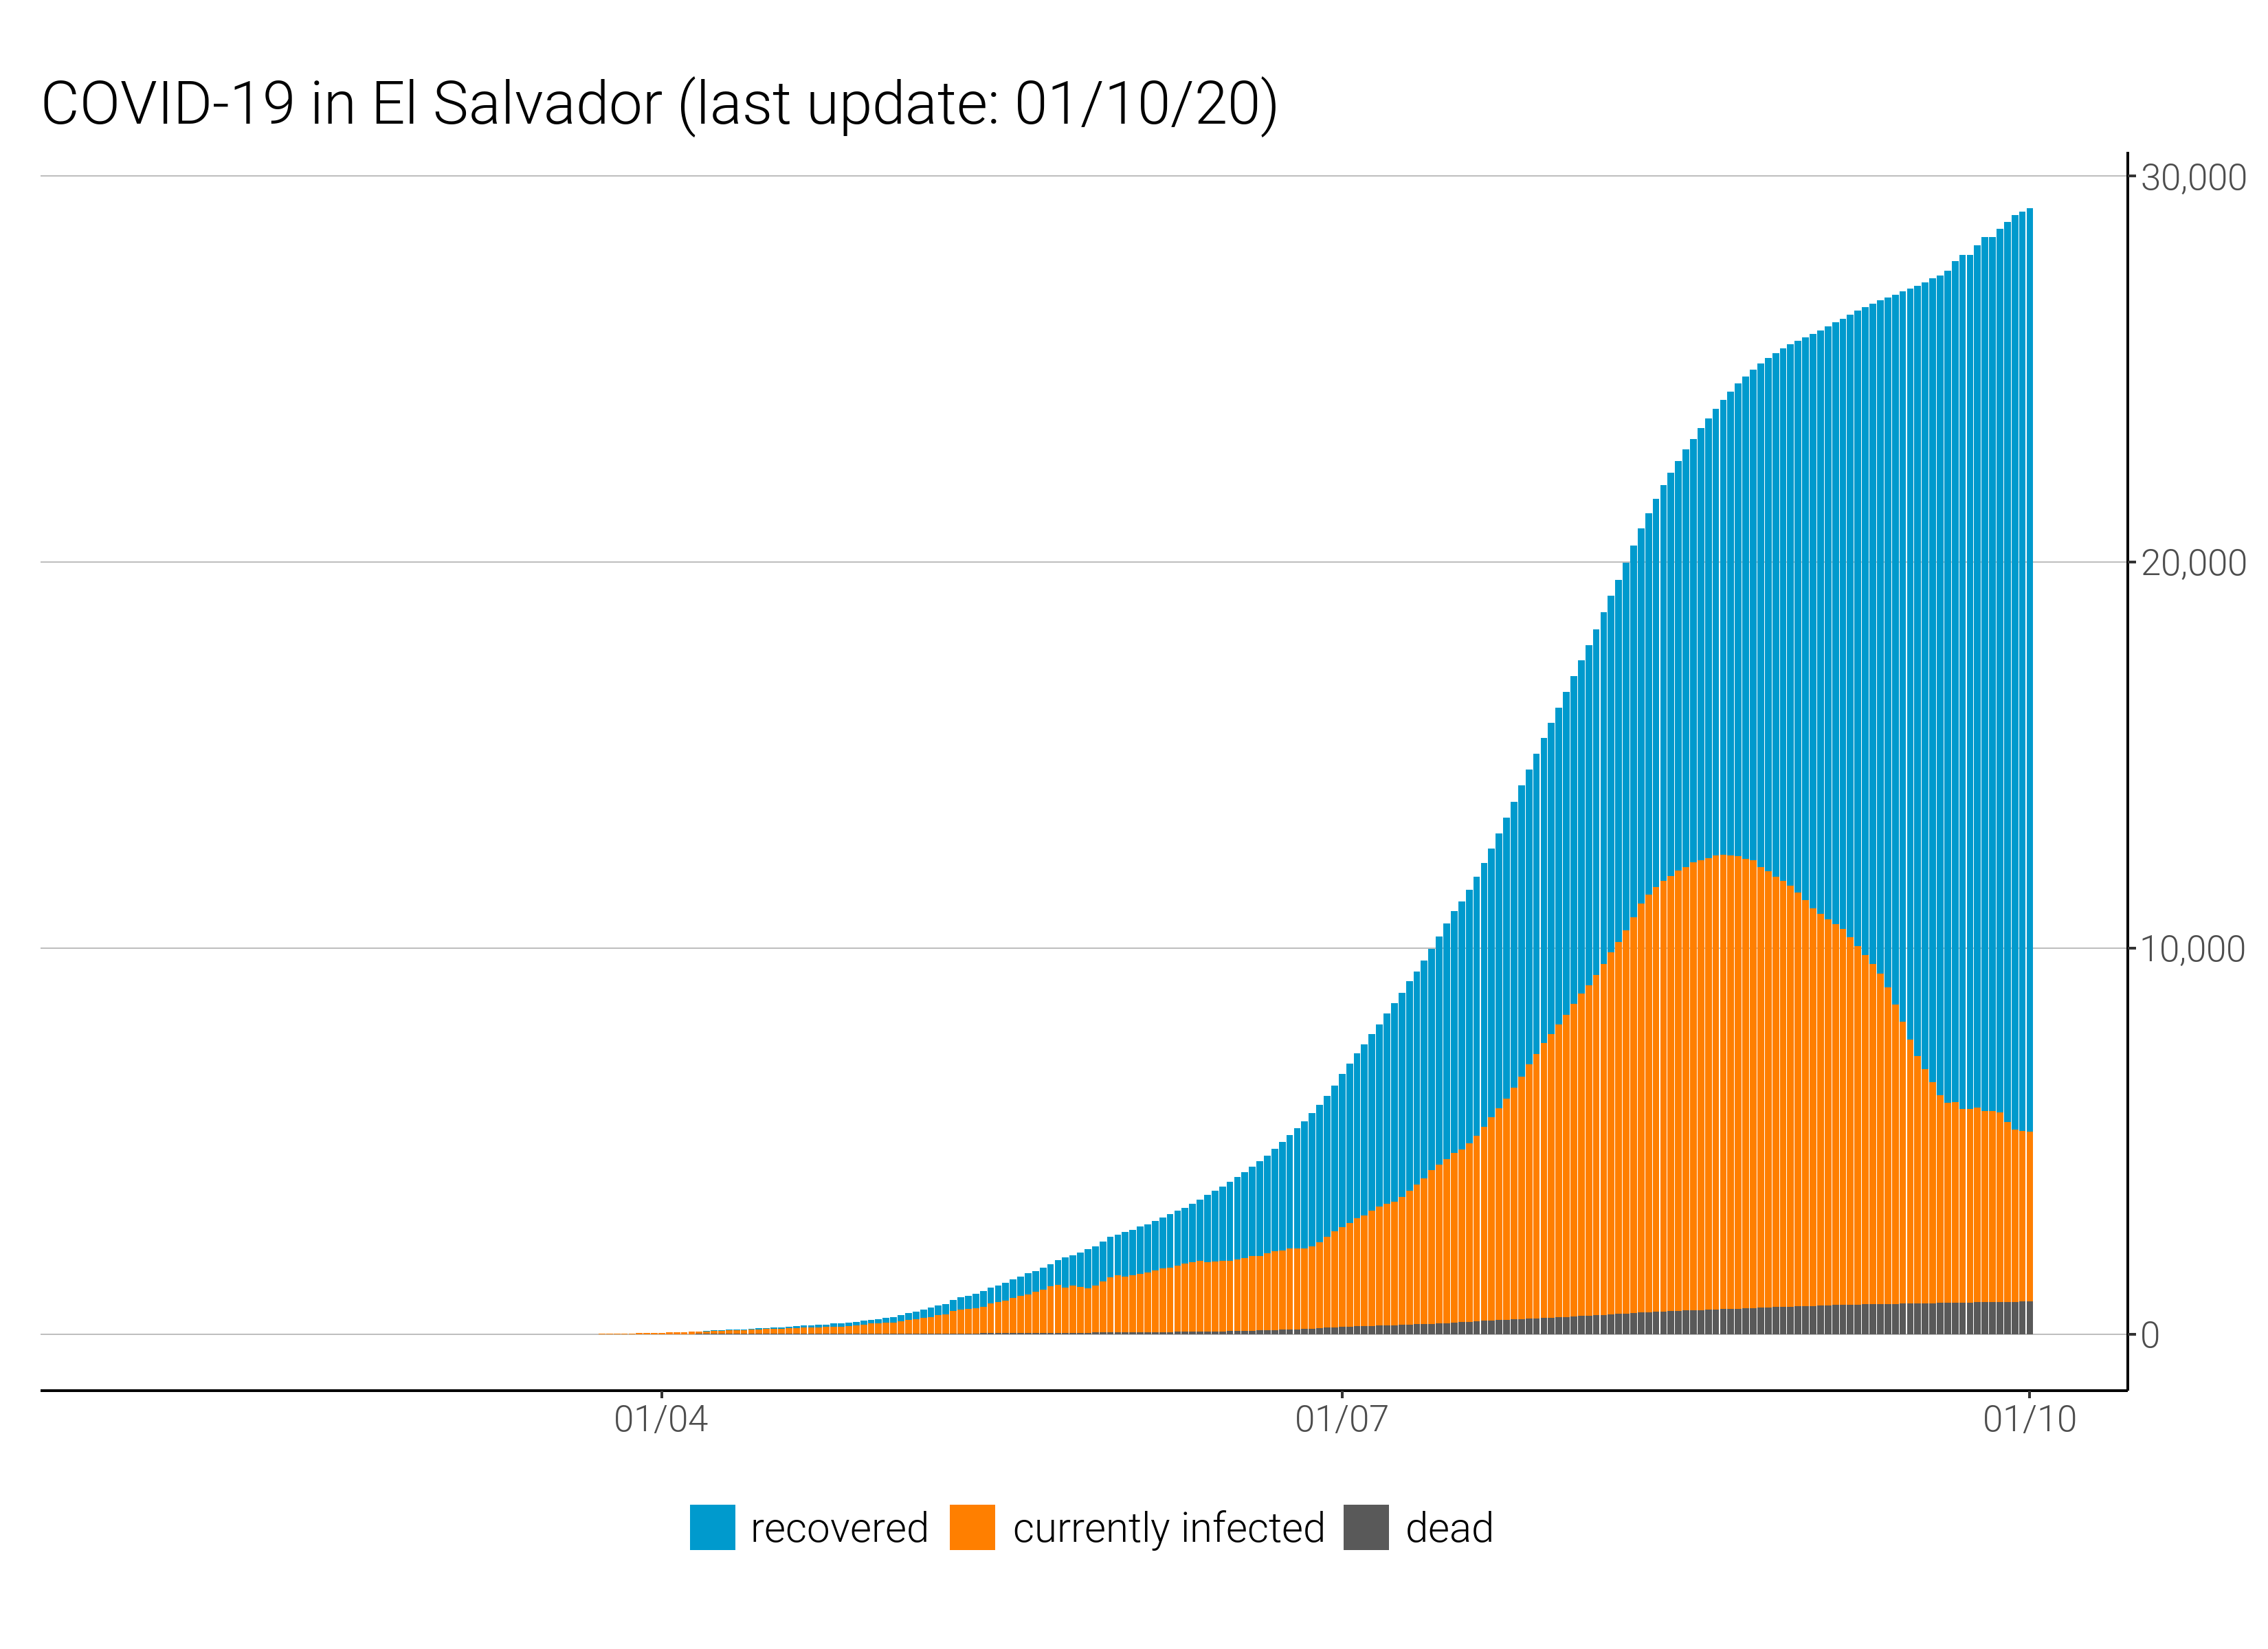 COVID-19 in El Salvador (last update: 01/10/20)
30,000
20,000
10,000
0
01/04 01/07 01/10
recovered currently infected dead